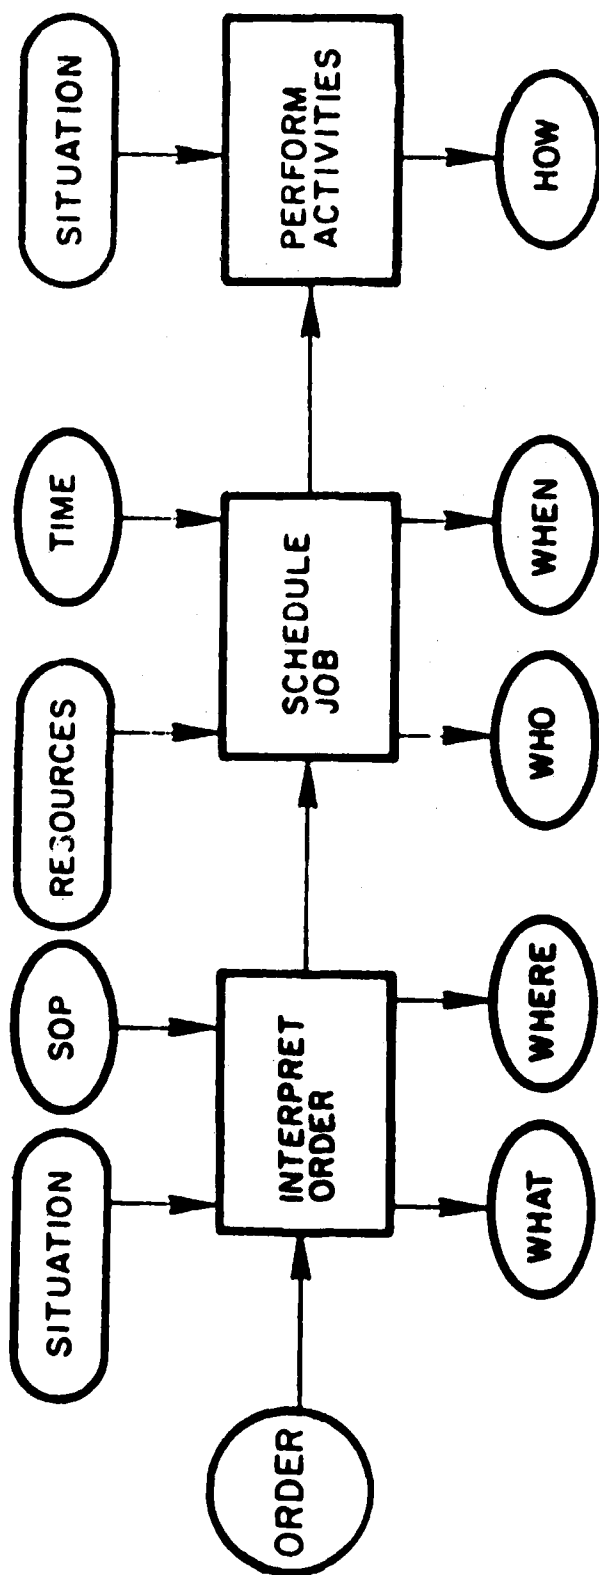 SITUATION
SOP
RESOURCES
TIME
SITUATION
ORDER
INTERPRET
ORDER
SCHEDULE
JOB
PERFORM
ACTIVITIES
WHAT
WHERE
WHO
WHEN
HOW